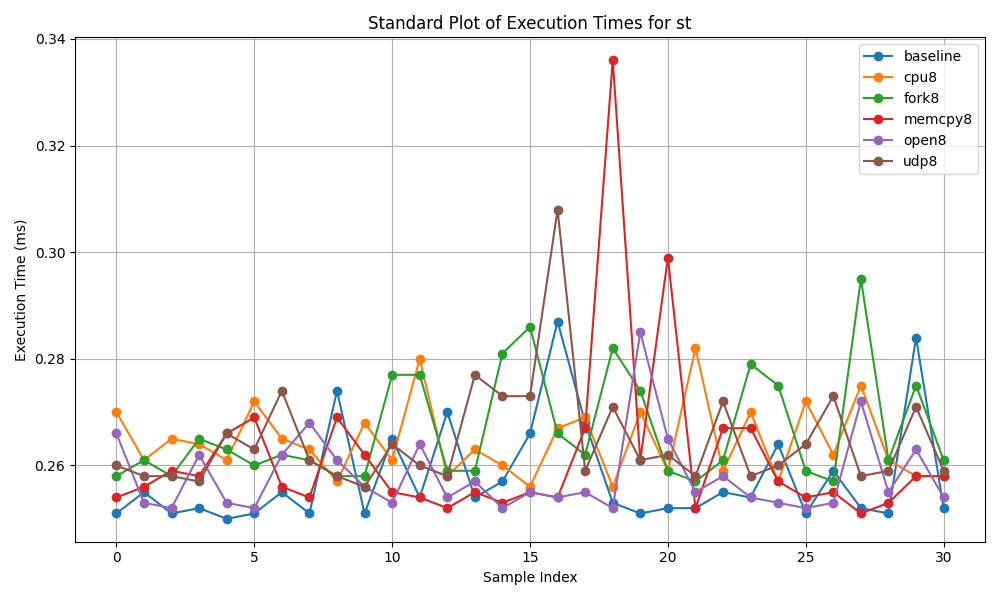 Standard Plot of Execution Times for st
0.34
0.32
0.30
0.28
0.26
Execution Time (ms)
baseline
cpu8
fork8
memcpy8
open8
udp8
0 5 10 15 20 25 30
Sample Index